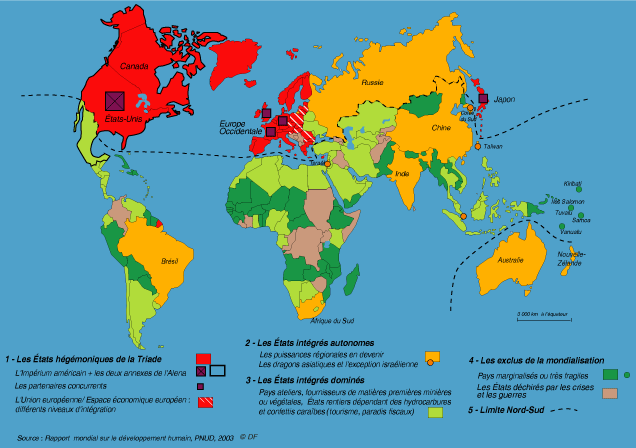 Canada
États-Unis
Russie
Japon
Europe
Occidentale
Corée
du Sud
Chine
Taïwan
Israël
Inde
Kiribati
Iles Salomon
Tuvalu
Samoa
Vanuatu
Brésil
Australie
Nouvelle-
Zélande
Afrique du Sud
5 000 km à l'équateur
1 - Les États hégémoniques de la Triade
L'Impérium américain + les deux annexes de l'Alena
Les partenaires concurrents
L'Union européenne/ Espace économique européen :
différents niveaux d'intégration
2 - Les États intégrés autonomes
Les puissances régionales en devenir
Les dragons asiatiques et l'exception israélienne
3 - Les États intégrés dominés
Pays ateliers, fournisseurs de matières premières minières
ou végétales, États rentiers dépendant des hydrocarbures
et confettis caraïbes (tourisme, paradis fiscaux)
4 - Les exclus de la mondialisation
Pays marginalisés ou très fragiles
Les États déchirés par les crises
et les guerres
5 - Limite Nord-Sud
Source : Rapport mondial sur le développement humain, PNUD, 2003 © DF